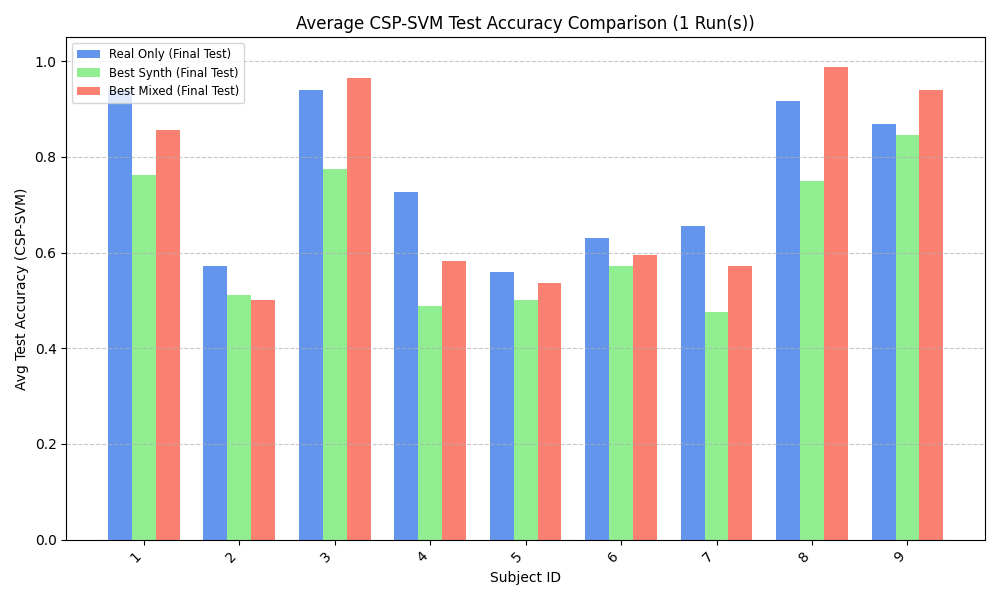 Average CSP-SVM Test Accuracy Comparison (1 Run(s))
Real Only (Final Test)
Best Synth (Final Test)
Best Mixed (Final Test)
Avg Test Accuracy (CSP-SVM)
1.0
0.8
0.6
0.4
0.2
0.0
1 2 3 4 5 6 7 8 9
Subject ID